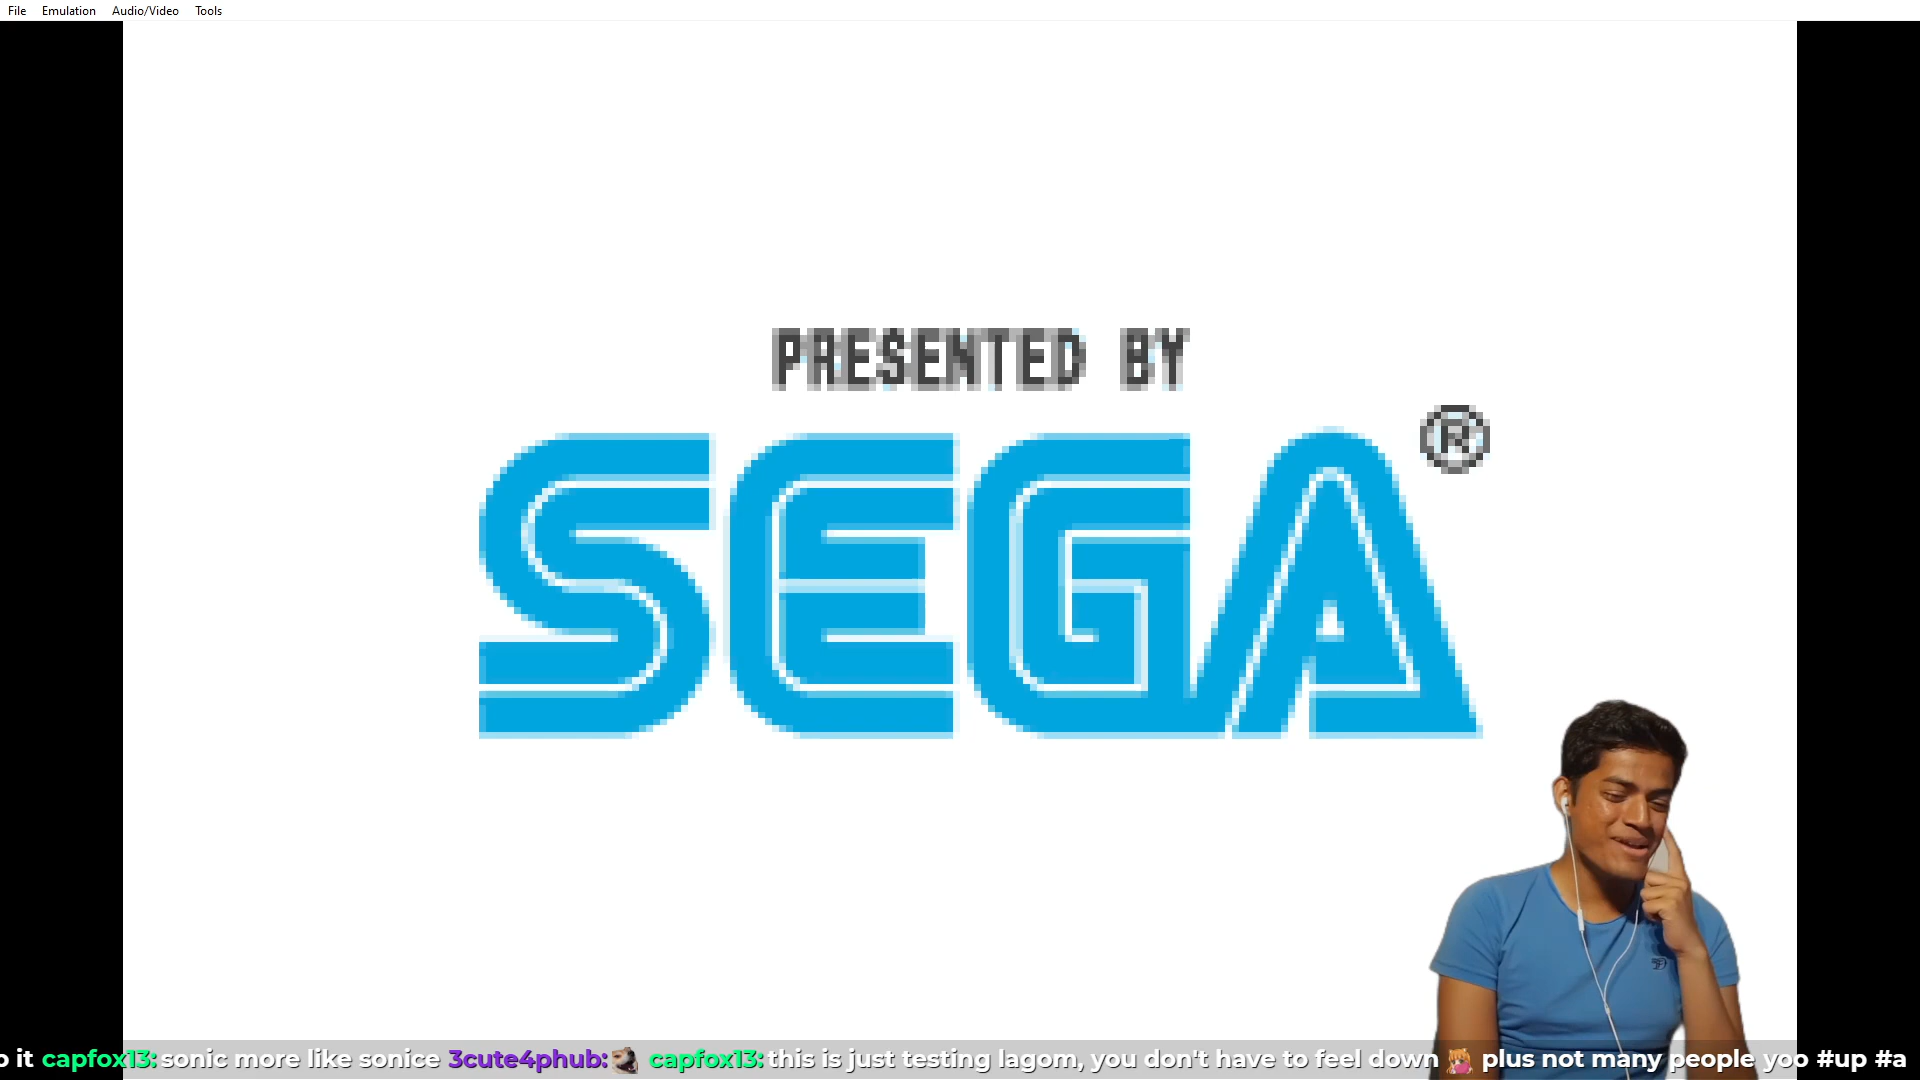 File Emulation Audio/Video Tools
PRESENTED BY
SEGA®
o it capfox13: sonic more like sonice 3cute4phub: capfox13: this is just testing lagom, you don't have to feel down plus not many people yoo #up #a